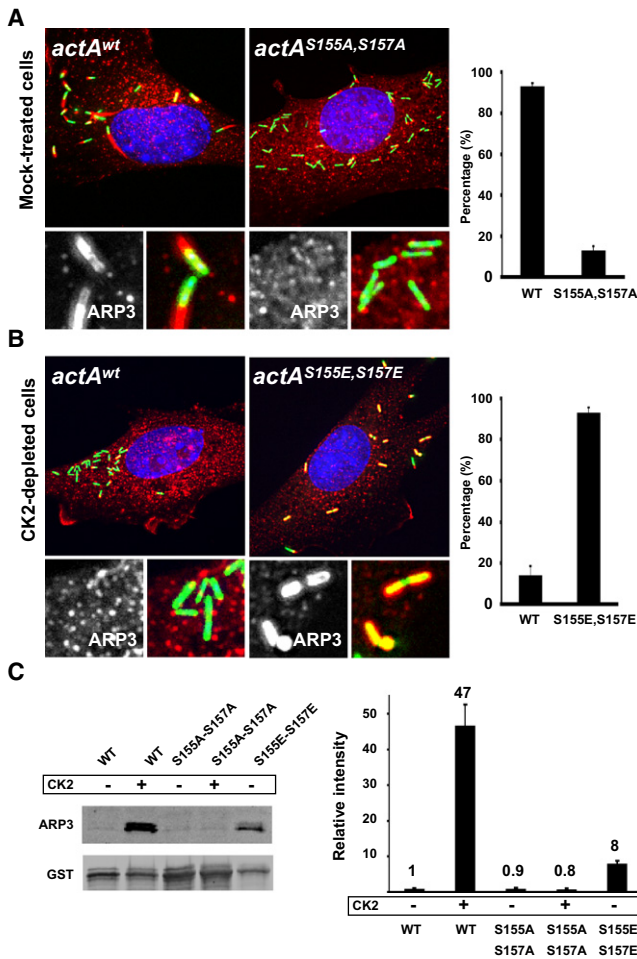 A
actA^wt
actA^S155A,S157A
Mock-treated cells
ARP3
ARP3
Percentage (%)
100
80
60
40
20
0
WT
S155A,S157A
B
actA^wt
actA^S155E,S157E
CK2-depleted cells
ARP3
ARP3
Percentage (%)
100
80
60
40
20
0
WT
S155E,S157E
C
WT
WT
S155A-S157A
S155A-S157A
S155E-S157E
CK2 - + - + -
ARP3
GST
Relative intensity
50
40
30
20
10
1
47
0.9
0.8
8
CK2 - + - + -
WT WT S155A S155A S155E
S157A S157A S157E